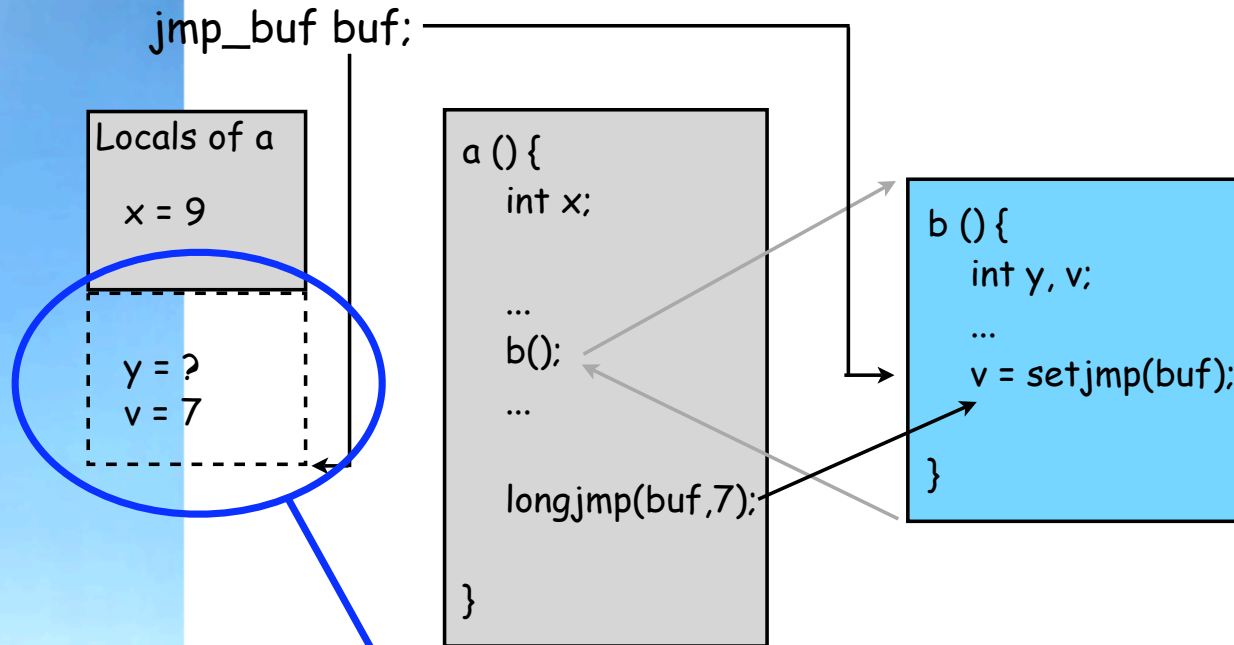 jmp_buf buf;
Locals of a
x = 9
y = ?
v = 7
a () {
int x;
...
b();
...
longjmp(buf,7);
}
b () {
int y, v;
...
v = setjmp(buf);
}